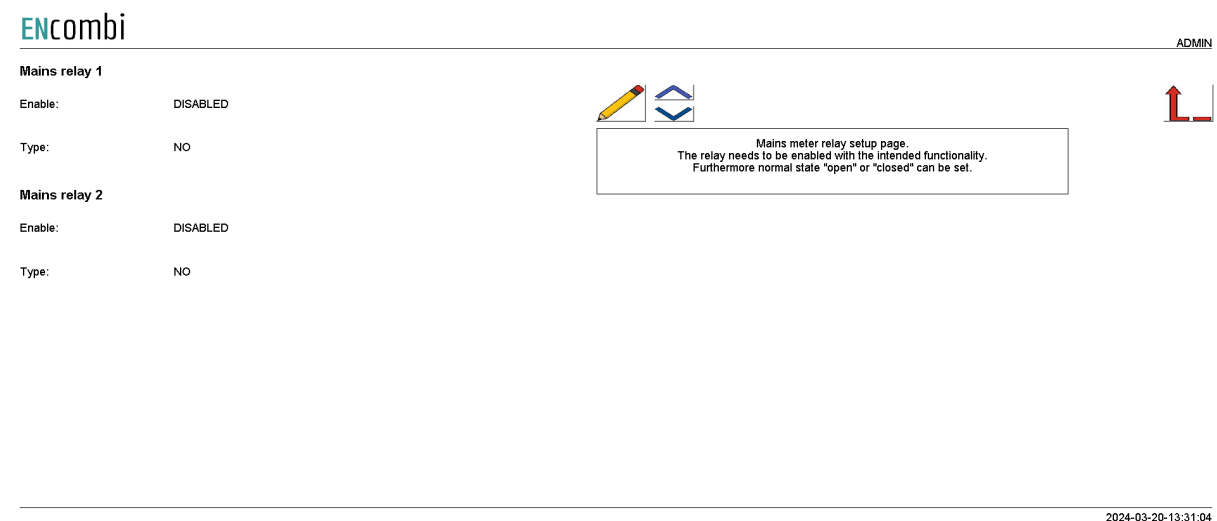 ENcombi
ADMIN
Mains relay 1
Enable: DISABLED
Type: NO
Mains meter relay setup page.
The relay needs to be enabled with the intended functionality.
Furthermore normal state "open" or "closed" can be set.
Mains relay 2
Enable: DISABLED
Type: NO
2024-03-20-13:31:04